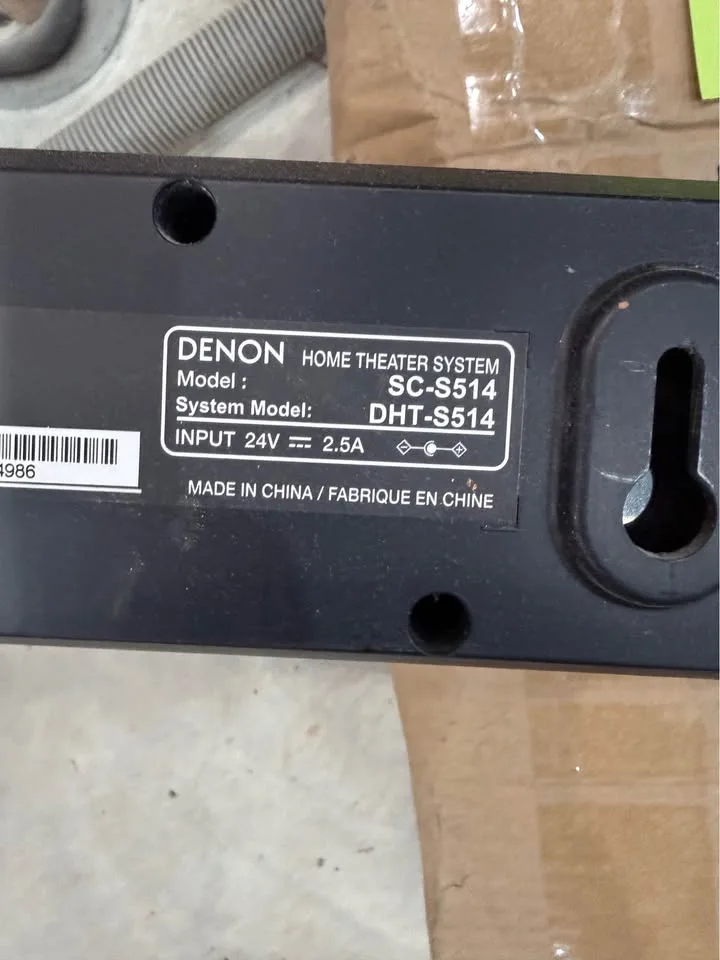 DENON HOME THEATER SYSTEM
Model : SC-S514
System Model: DHT-S514
INPUT 24V 2.5A
MADE IN CHINA / FABRIQUE EN CHINE
4986